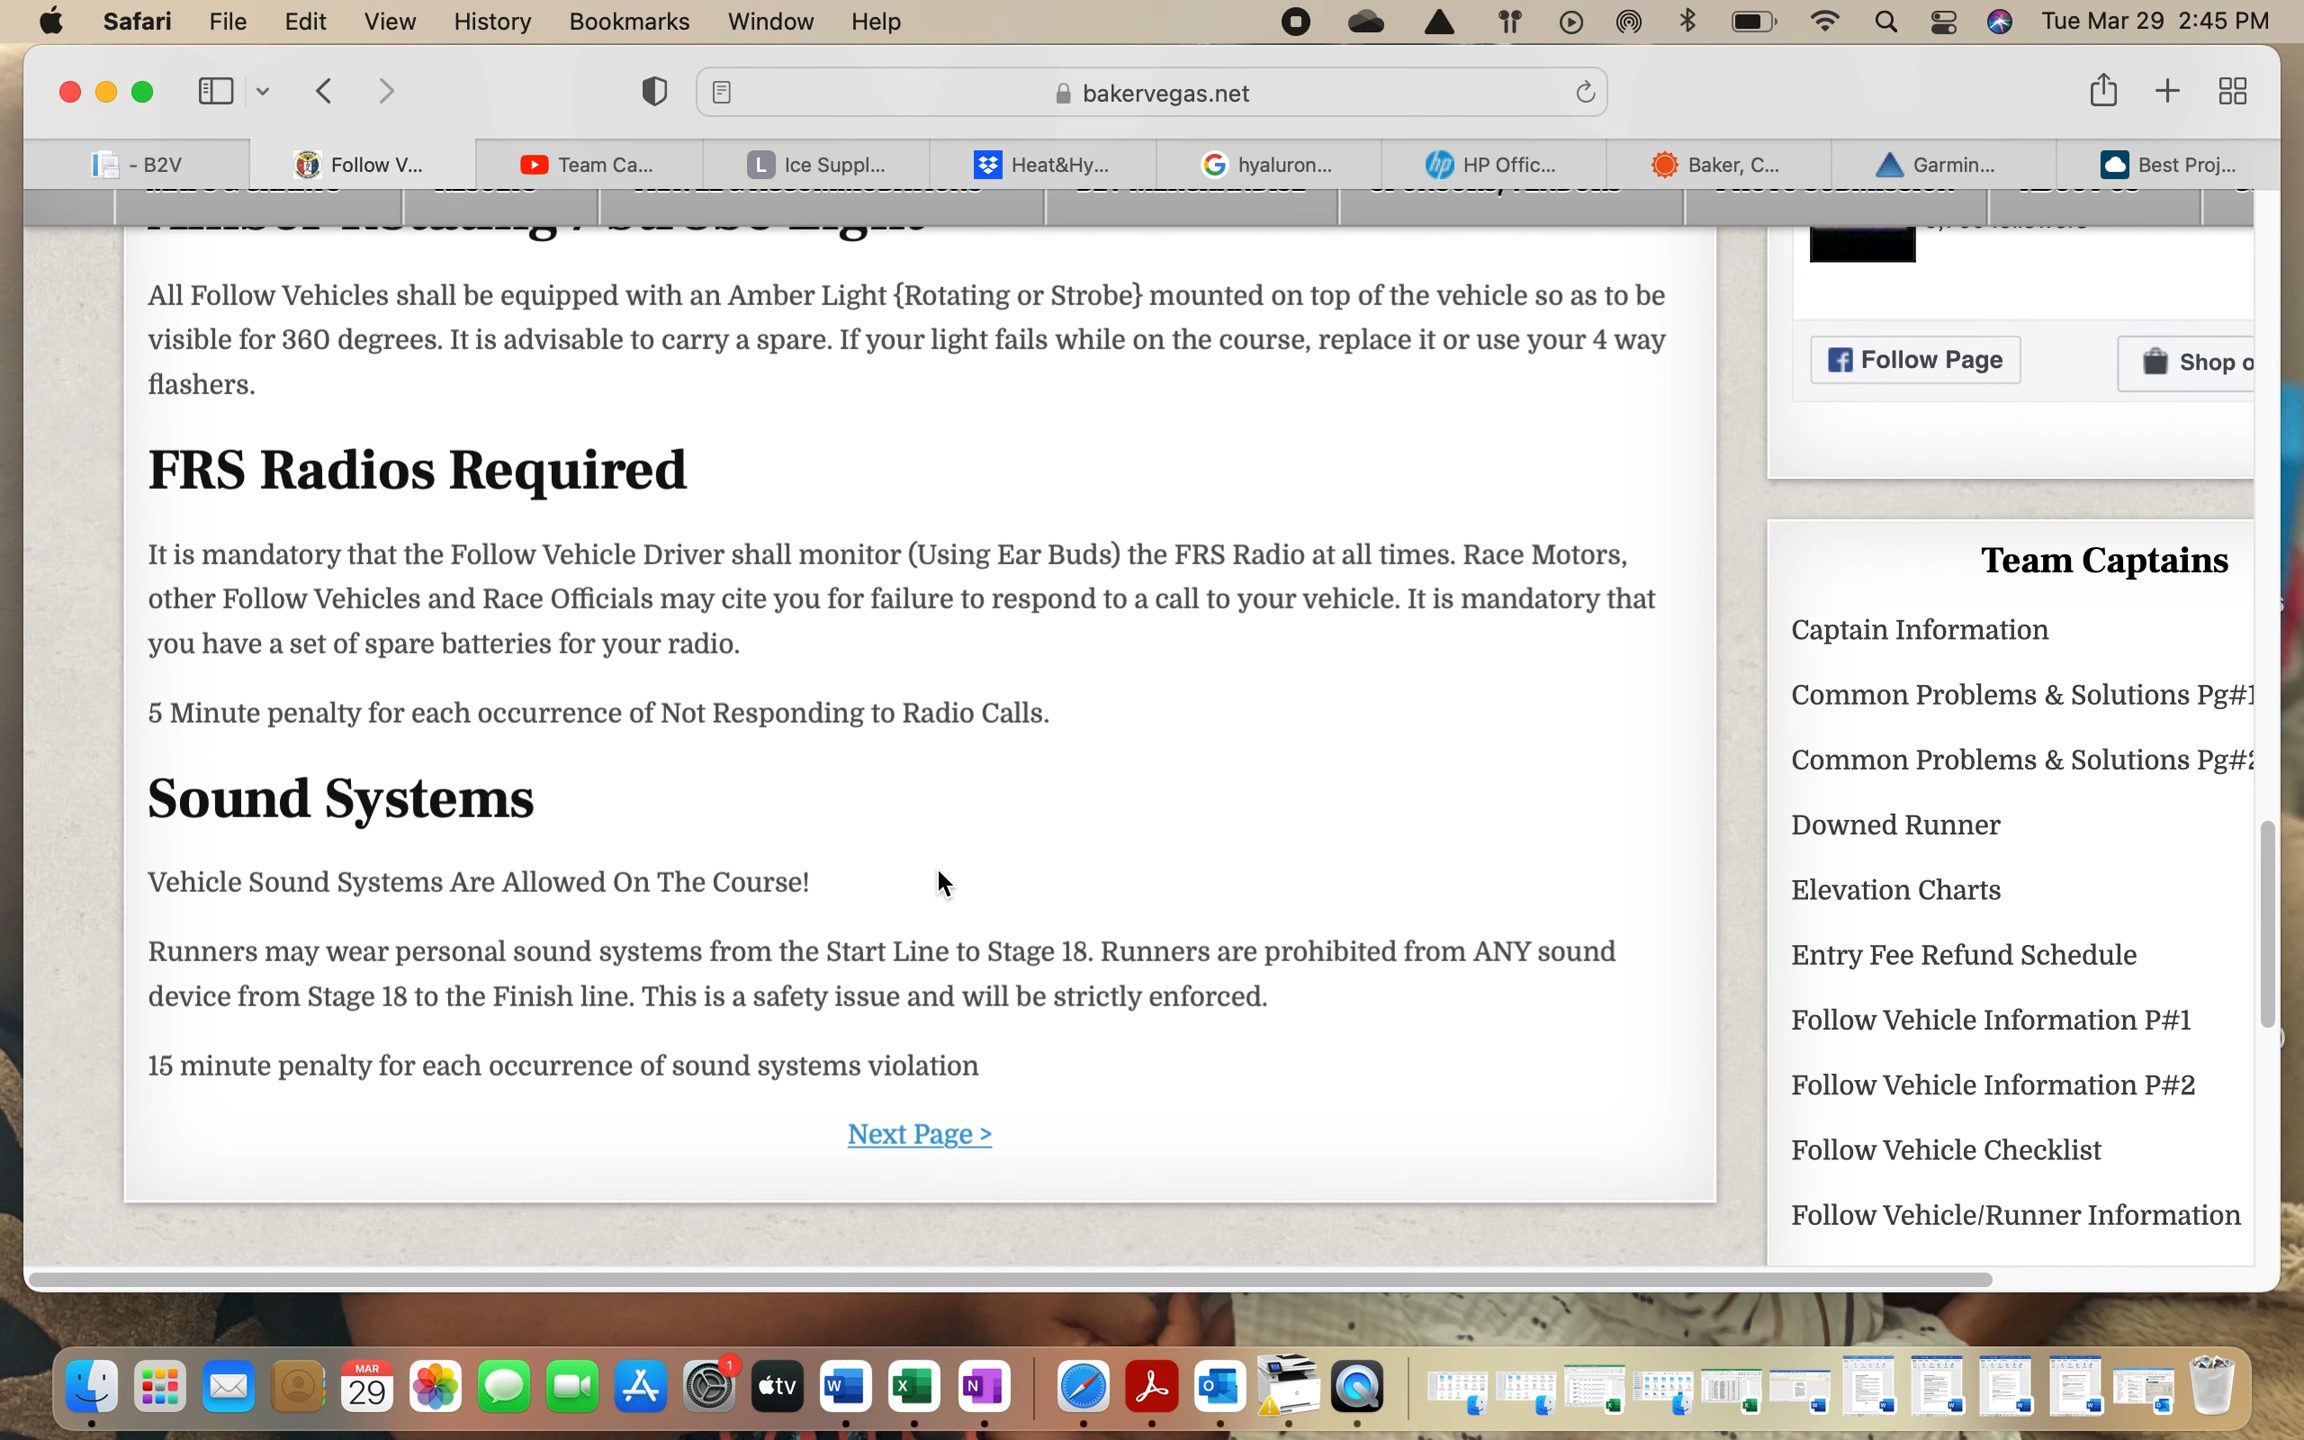 Safari File Edit View History Bookmarks Window Help Tue Mar 29 2:45 PM
bakervegas.net
- B2V Follow V... Team Ca... L Ice Suppl... Heat&Hy... G hyaluron... hp HP Offic... Baker, C... Garmin... Best Proj...
Amber Rotating / Strobe Light
All Follow Vehicles shall be equipped with an Amber Light {Rotating or Strobe} mounted on top of the vehicle so as to be
visible for 360 degrees. It is advisable to carry a spare. If your light fails while on the course, replace it or use your 4 way
flashers.
FRS Radios Required
It is mandatory that the Follow Vehicle Driver shall monitor (Using Ear Buds) the FRS Radio at all times. Race Motors,
other Follow Vehicles and Race Officials may cite you for failure to respond to a call to your vehicle. It is mandatory that
you have a set of spare batteries for your radio.
5 Minute penalty for each occurrence of Not Responding to Radio Calls.
Sound Systems
Vehicle Sound Systems Are Allowed On The Course!
Runners may wear personal sound systems from the Start Line to Stage 18. Runners are prohibited from ANY sound
device from Stage 18 to the Finish line. This is a safety issue and will be strictly enforced.
15 minute penalty for each occurrence of sound systems violation
Next Page >
Follow Page
Shop o
Team Captains
Captain Information
Common Problems & Solutions Pg#1
Common Problems & Solutions Pg#2
Downed Runner
Elevation Charts
Entry Fee Refund Schedule
Follow Vehicle Information P#1
Follow Vehicle Information P#2
Follow Vehicle Checklist
Follow Vehicle/Runner Information
MAR
29
1
tv
W
X
N
O